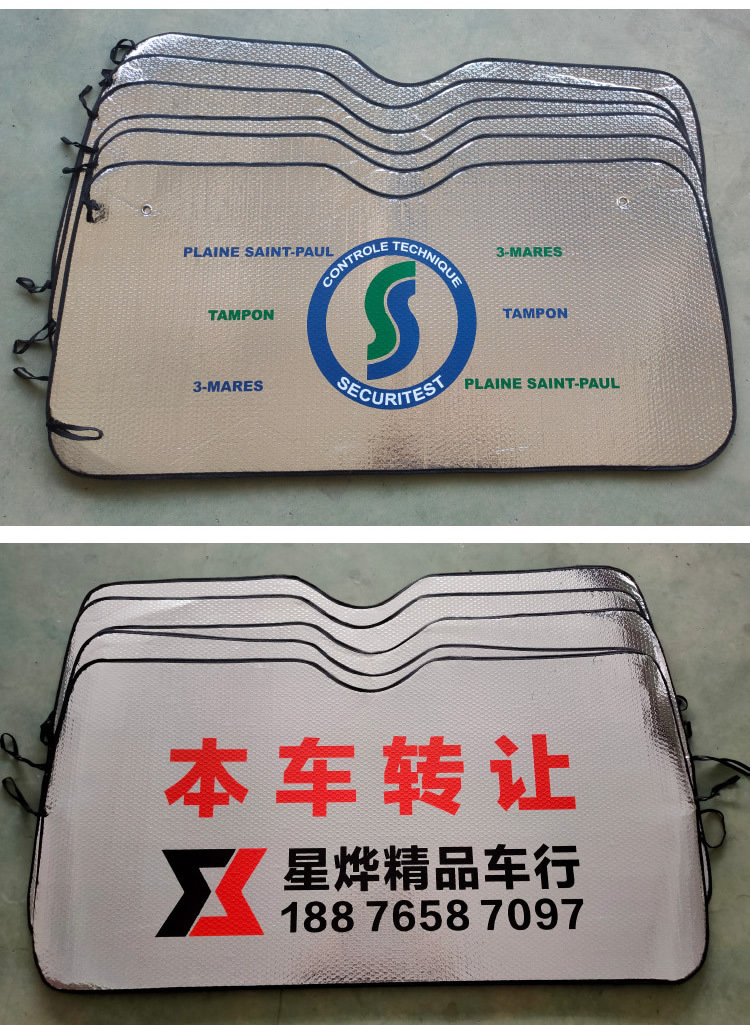 PLAINE SAINT-PAUL
3-MARES
CONTROLE TECHNIQUE
TAMPON
TAMPON
3-MARES
SECURITEST
PLAINE SAINT-PAUL
本车转让
星烨精品车行
188 7658 7097